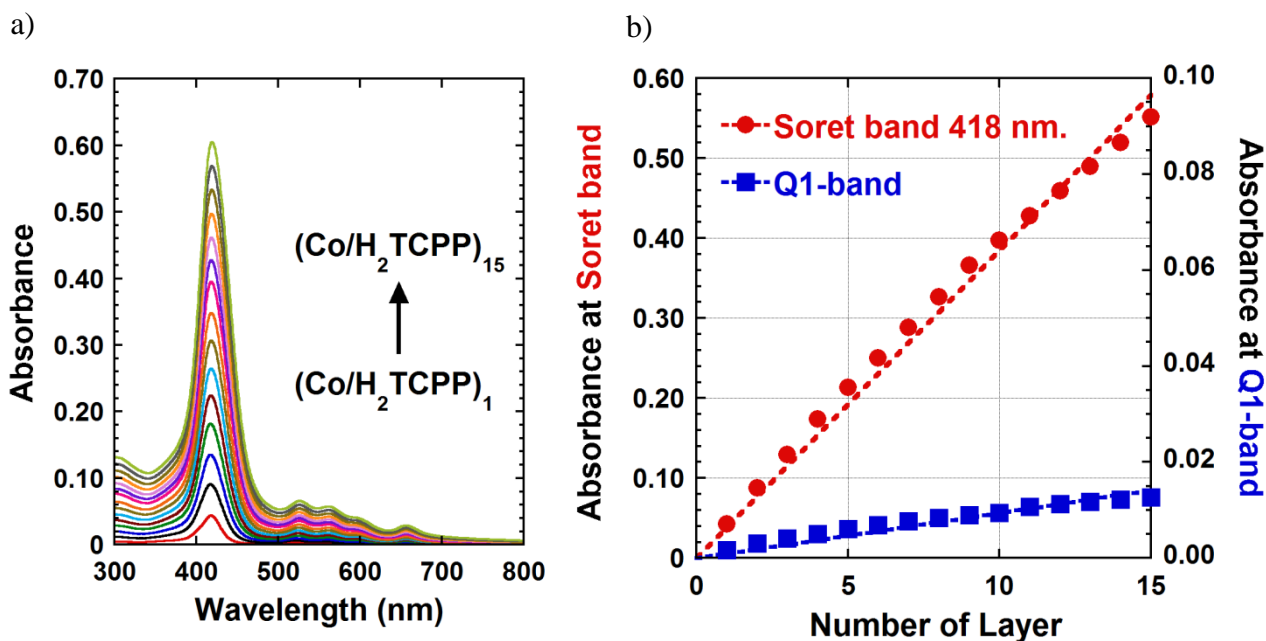 a)
0.70
0.60
0.50
0.40
0.30
0.20
0.10
0
Absorbance
(Co/H2TCPP)15
(Co/H2TCPP)1
300 400 500 600 700 800
Wavelength (nm)
b)
0.60
0.50
0.40
0.30
0.20
0.10
0
Absorbance at Soret band
Soret band 418 nm.
Q1-band
0.10
0.08
0.06
0.04
0.02
0.00
Absorbance at Q1-band
0 5 10 15
Number of Layer